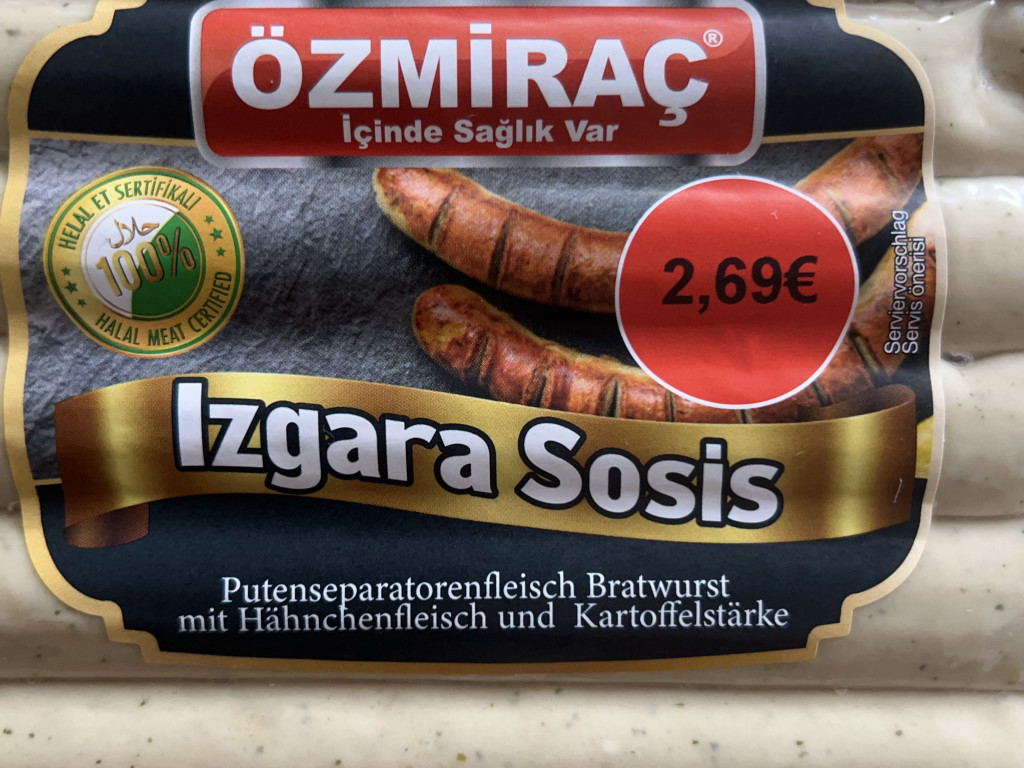 ÖZMİRAÇ®
İçinde Sağlık Var
HELAL ET SERTİFİKALI
حلال
100%
HALAL MEAT CERTIFIED
2,69€
Serviervorschlag
Servis önerisi
Izgara Sosis
Putenseparatorenfleisch Bratwurst
mit Hähnchenfleisch und Kartoffelstärke